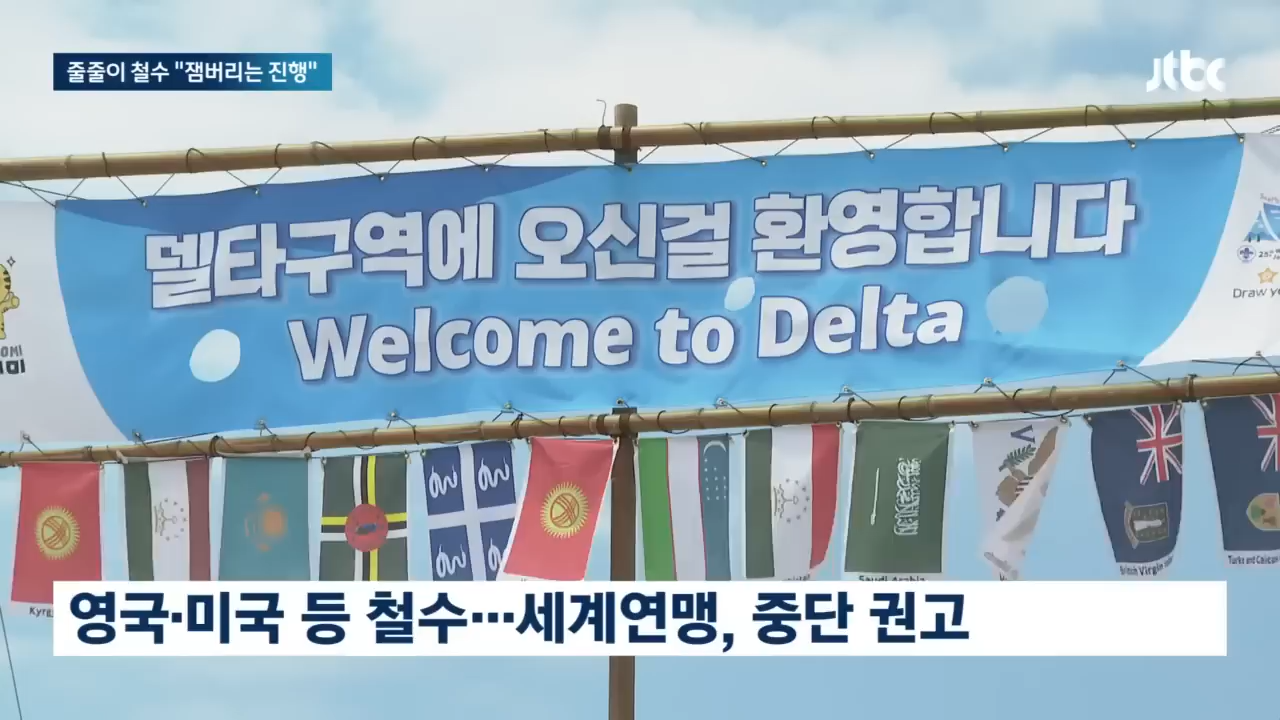 줄줄이 철수 "잼버리는 진행"
jtbc
델타구역에 오신걸 환영합니다
Welcome to Delta
Draw
Saudi Arabia
영국·미국 등 철수…세계연맹, 중단 권고